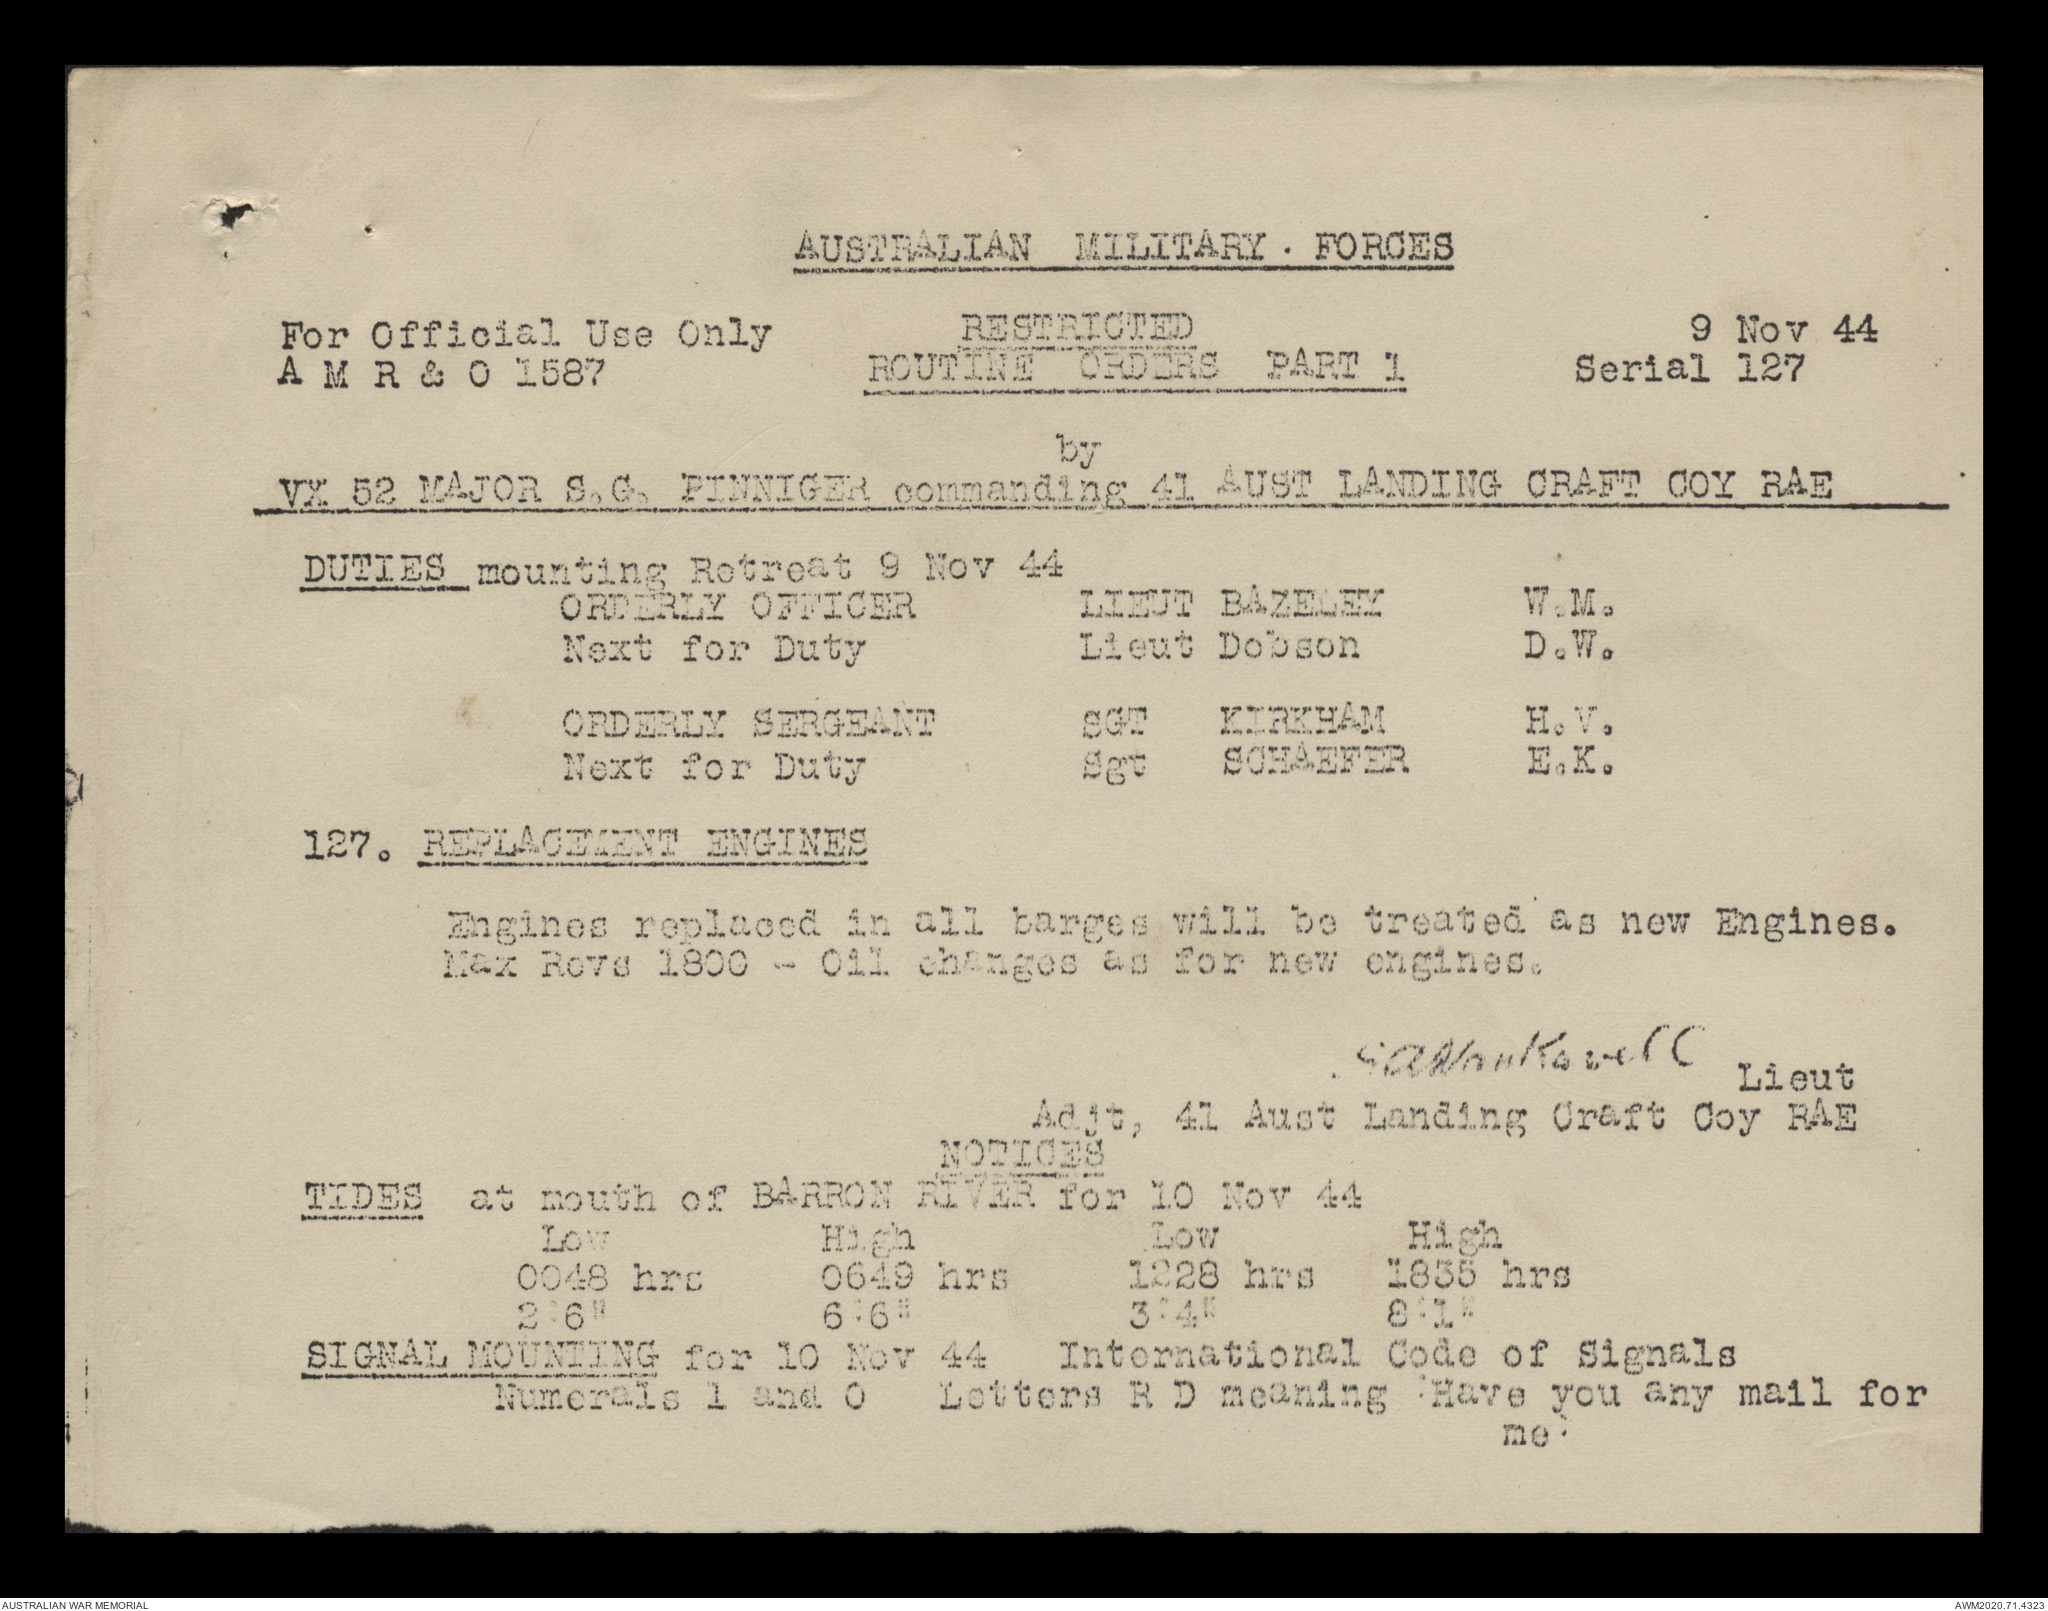 AUSTRALIAN MILITARY. FORCES
For Official Use Only RESTRICTED 9 Nov 44
A M R & O 1587 ROUTINE ORDERS PART 1 Serial 127
by
VX 52 MAJOR S.G. PINNIGER commanding 41 AUST LANDING CRAFT COY RAE
DUTIES mounting Retreat 9 Nov 44
ORDERLY OFFICER LIEUT BAZELEY W.M.
Next for Duty Lieut Dobson D.W.
ORDERLY SERGEANT SGT KIRKHAM H.V.
Next for Duty Sgt SCHAEFER E.K.
127. REPLACEMENT ENGINES
Engines replaced in all barges will be treated as new Engines.
Max Revs 1800 - Oil changes as for new engines.
Lieut
Adjt, 41 Aust Landing Craft Coy RAE
NOTICES
TIDES at mouth of BARRON RIVER for 10 Nov 44
Low High Low High
0048 hrs 0649 hrs 1228 hrs 1835 hrs
2'6" 6'6" 3'4" 8'1"
SIGNAL MOUNTING for 10 Nov 44 International Code of Signals
Numerals 1 and 0 Letters R D meaning 'Have you any mail for
me'
AUSTRALIAN WAR MEMORIAL AWM2020.71.4323